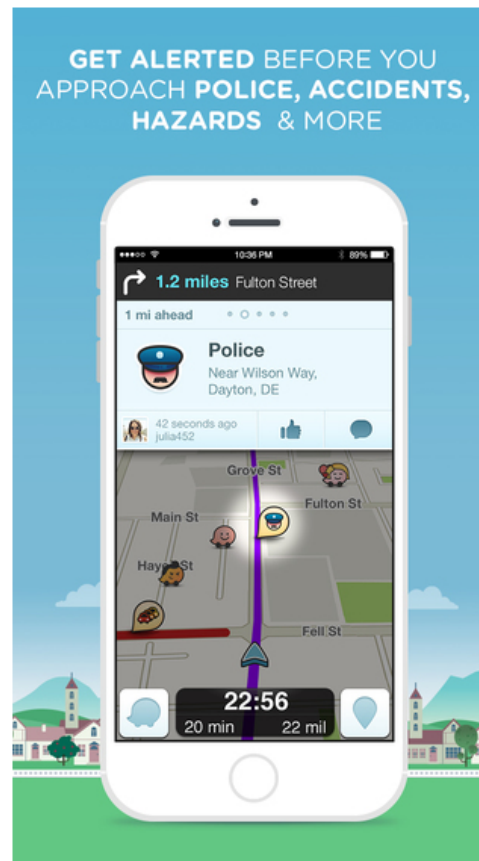 GET ALERTED BEFORE YOU
APPROACH POLICE, ACCIDENTS,
HAZARDS & MORE
10:36 PM 89%
1.2 miles Fulton Street
1 mi ahead
Police
Near Wilson Way,
Dayton, DE
42 seconds ago
julia452
Grove St
Fulton St
Main St
Hayes St
Fell St
22:56
20 min 22 mil